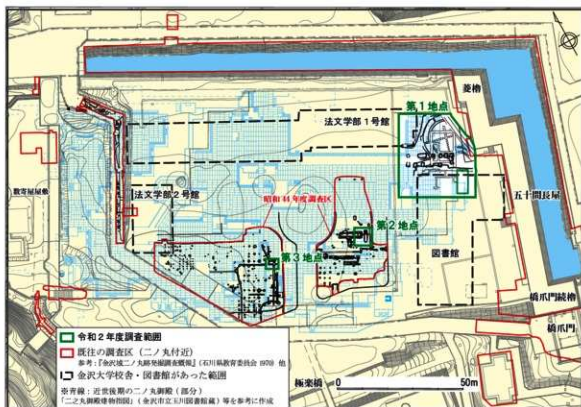 菱櫓
第1地点
法文学部1号館
五十間長屋
数寄屋屋敷
法文学部2号館
昭和44年度調査区
第2地点
第3地点
図書館
橋爪門続櫓
橋爪門
極楽橋
0 50m
令和2年度調査範囲
既往の調査区（二ノ丸付近）
参考：『金沢城二ノ丸跡発掘調査概報』（石川県教育委員会 1970）他
金沢大学校舎・図書館があった範囲
※青線：近世後期の二ノ丸御殿（部分）
「二之丸御殿建物指図」（金沢市立玉川図書館蔵）等を参考に作成